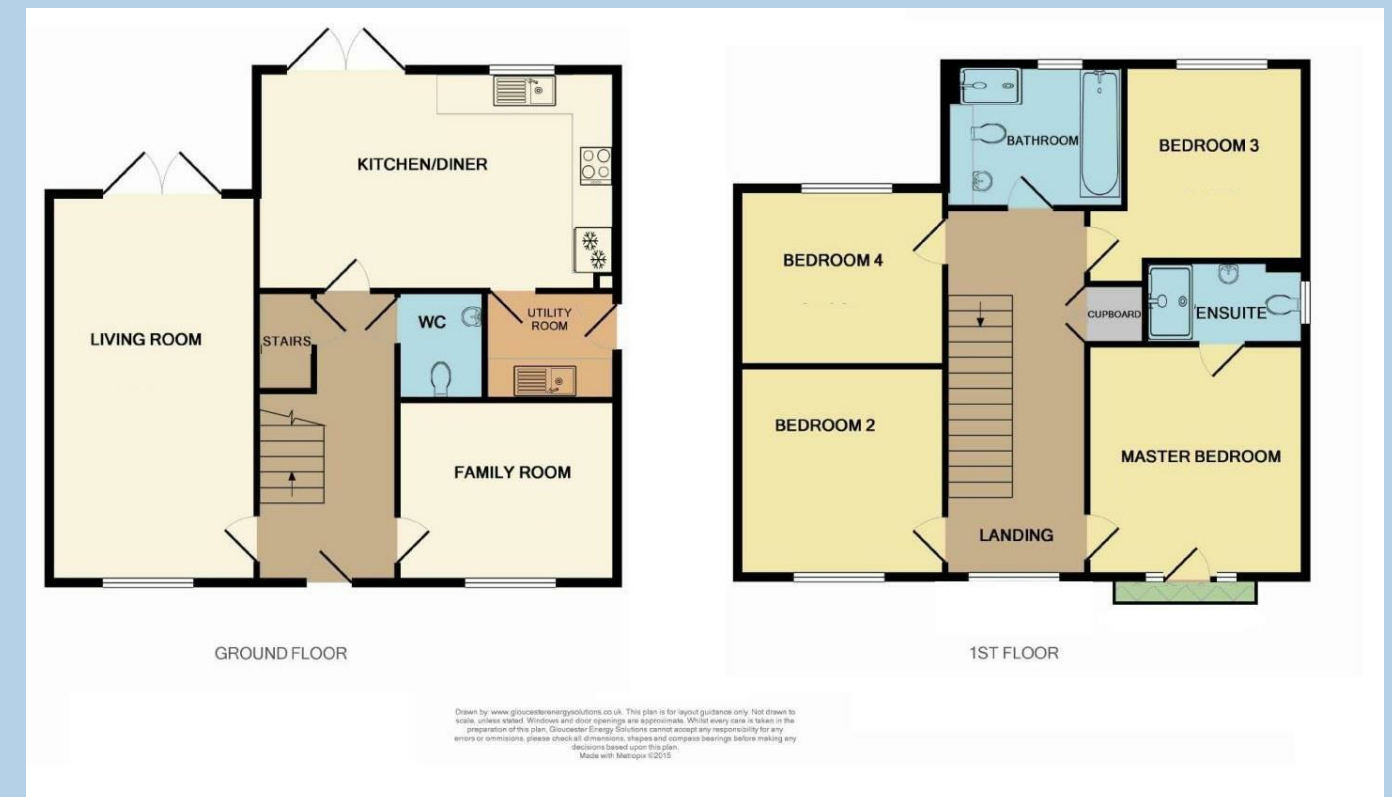 KITCHEN/DINER
LIVING ROOM
STAIRS
WC
UTILITY
ROOM
FAMILY ROOM
GROUND FLOOR
BATHROOM
BEDROOM 3
BEDROOM 4
CUPBOARD
ENSUITE
BEDROOM 2
MASTER BEDROOM
LANDING
1ST FLOOR
Drawn by: www.gloucesterenergysolutions.co.uk. This plan is for layout guidance only. Not drawn to
scale, unless stated. Windows and door openings are approximate. Whilst every care is taken in the
preparation of this plan, Gloucester Energy Solutions cannot accept any responsibility for any
errors or ommisions, please check all dimensions, shapes and compass bearings before making any
decisions based upon this plan.
Made with Metropix ©2015